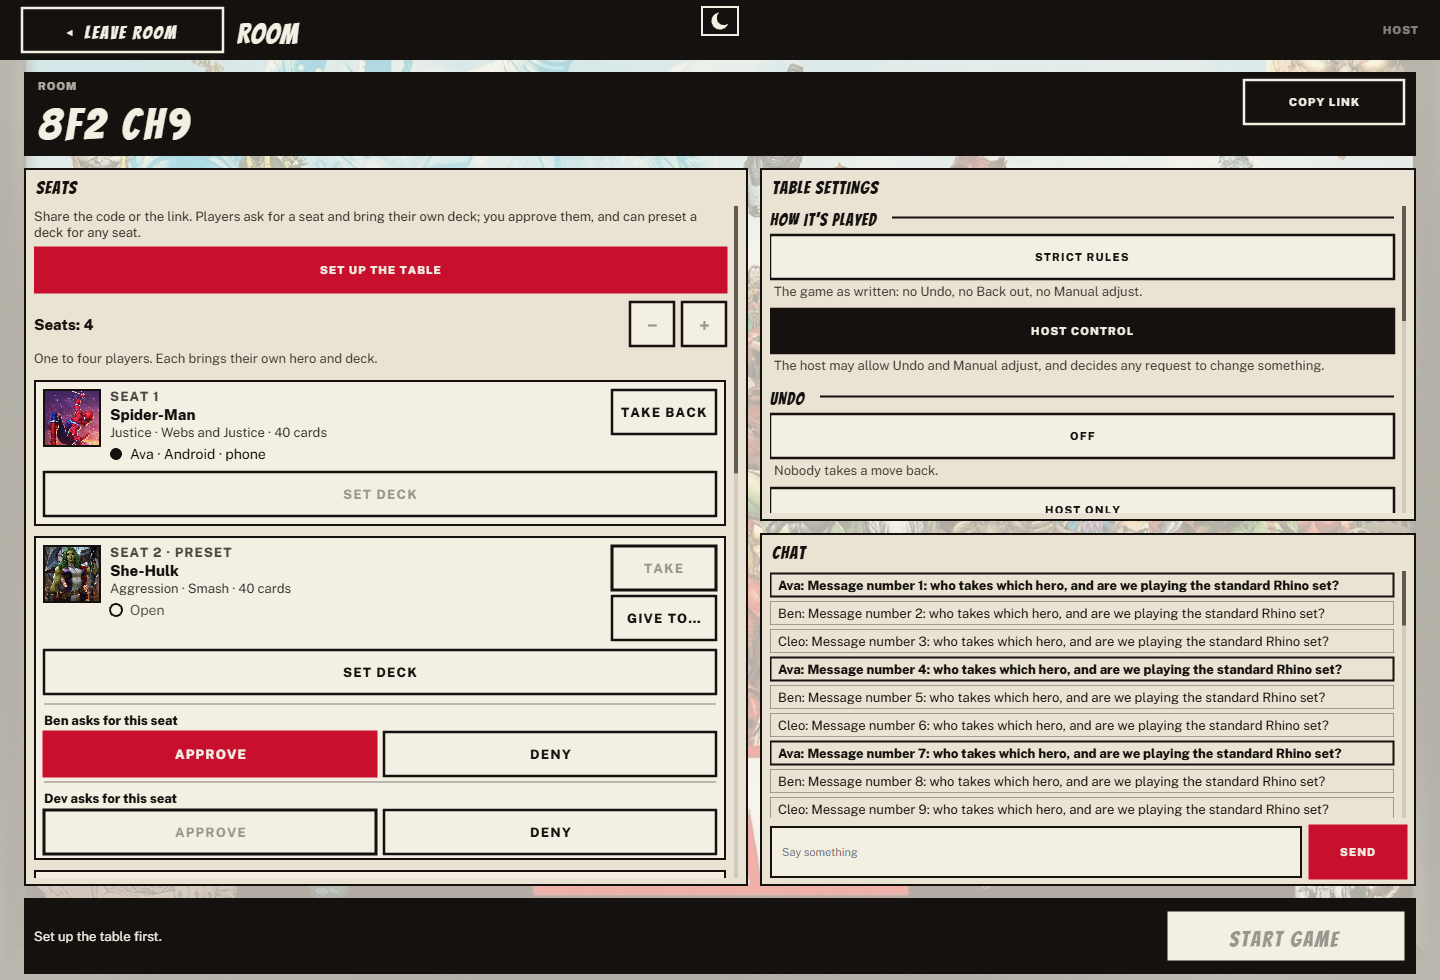 ◂ LEAVE ROOM
ROOM
HOST
ROOM
8F2 CH9
COPY LINK
SEATS
Share the code or the link. Players ask for a seat and bring their own deck; you approve them, and can preset a
deck for any seat.
SET UP THE TABLE
Seats: 4
−
+
One to four players. Each brings their own hero and deck.
SEAT 1
Spider-Man
Justice · Webs and Justice · 40 cards
Ava · Android · phone
TAKE BACK
SET DECK
SEAT 2 · PRESET
She-Hulk
Aggression · Smash · 40 cards
Open
TAKE
GIVE TO...
SET DECK
Ben asks for this seat
APPROVE
DENY
Dev asks for this seat
APPROVE
DENY
TABLE SETTINGS
HOW IT'S PLAYED
STRICT RULES
The game as written: no Undo, no Back out, no Manual adjust.
HOST CONTROL
The host may allow Undo and Manual adjust, and decides any request to change something.
UNDO
OFF
Nobody takes a move back.
HOST ONLY
CHAT
Ava: Message number 1: who takes which hero, and are we playing the standard Rhino set?
Ben: Message number 2: who takes which hero, and are we playing the standard Rhino set?
Cleo: Message number 3: who takes which hero, and are we playing the standard Rhino set?
Ava: Message number 4: who takes which hero, and are we playing the standard Rhino set?
Ben: Message number 5: who takes which hero, and are we playing the standard Rhino set?
Cleo: Message number 6: who takes which hero, and are we playing the standard Rhino set?
Ava: Message number 7: who takes which hero, and are we playing the standard Rhino set?
Ben: Message number 8: who takes which hero, and are we playing the standard Rhino set?
Cleo: Message number 9: who takes which hero, and are we playing the standard Rhino set?
Say something
SEND
Set up the table first.
START GAME